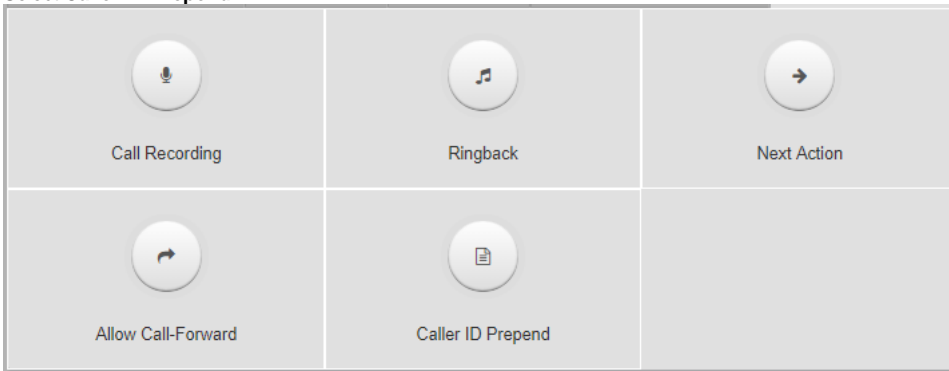 Call Recording
Ringback
Next Action
Allow Call-Forward
Caller ID Prepend